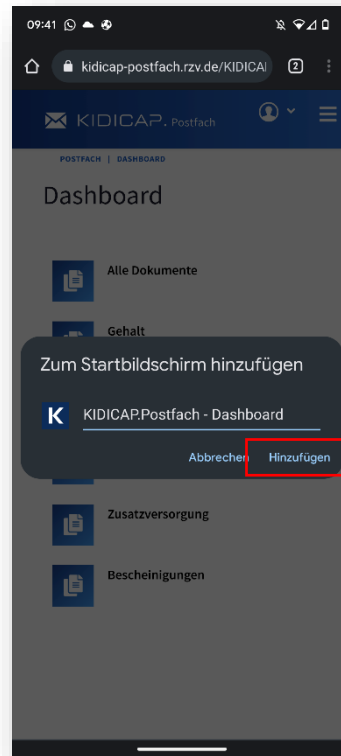 09:41
kidicap-postfach.rzv.de/KIDICAI
2
KIDICAP. Postfach
POSTFACH | DASHBOARD
Dashboard
Alle Dokumente
Gehalt
Zum Startbildschirm hinzufügen
K KIDICAP.Postfach - Dashboard
Abbrechen Hinzufügen
Zusatzversorgung
Bescheinigungen